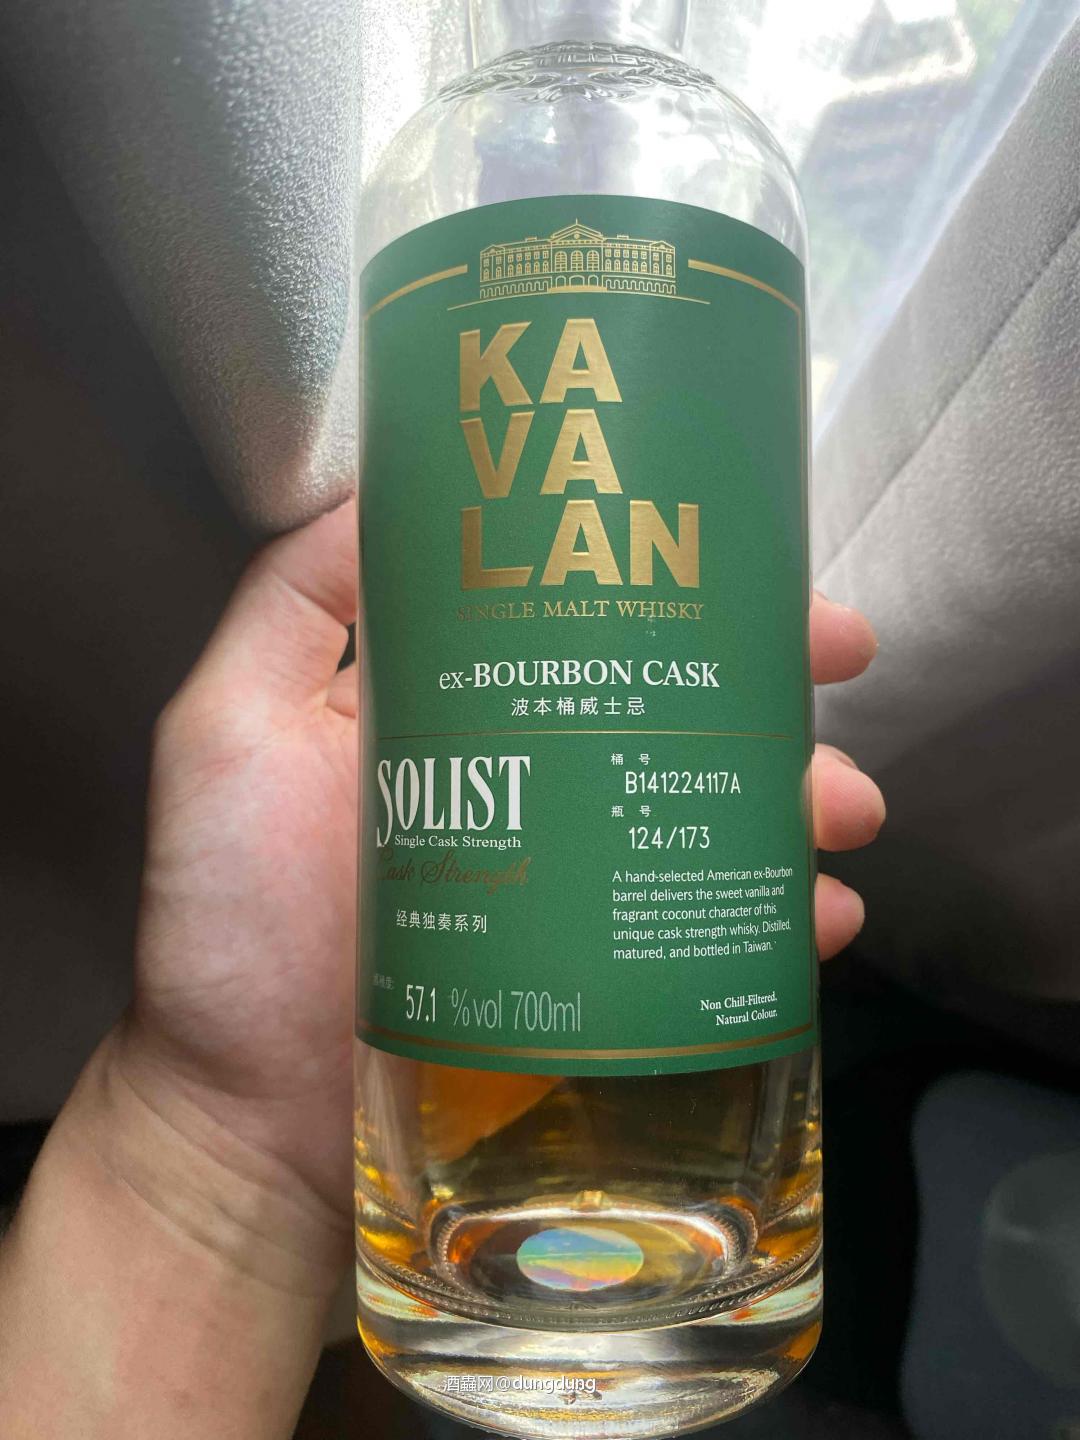 KA
VA
LAN
SINGLE MALT WHISKY
ex-BOURBON CASK
波本桶威士忌
SOLIST
Single Cask Strength
Cask Strength
经典独奏系列
桶 号
B141224117A
瓶 号
124/173
A hand-selected American ex-Bourbon
barrel delivers the sweet vanilla and
fragrant coconut character of this
unique cask strength whisky. Distilled,
matured, and bottled in Taiwan.
57.1 %vol 700ml
Non Chill-Filtered.
Natural Colour.
酒蟲网@dungdung